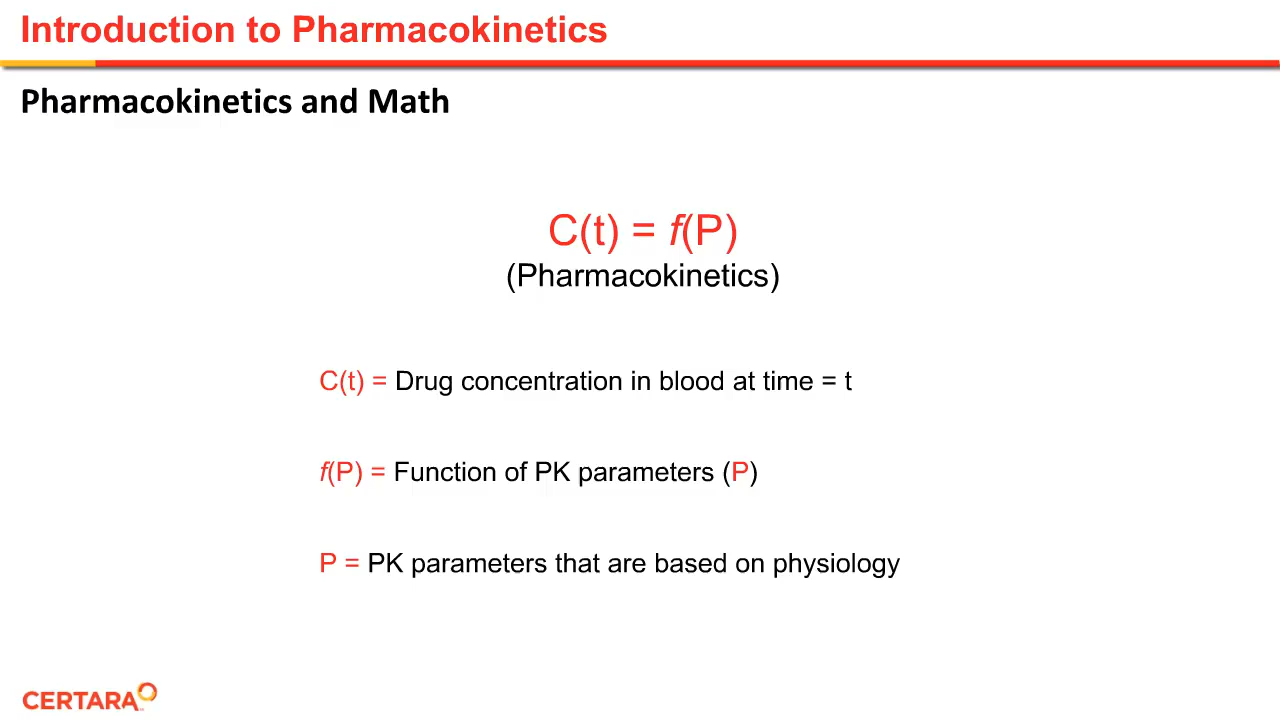 Introduction to Pharmacokinetics
Pharmacokinetics and Math
C(t) = f(P)
(Pharmacokinetics)
C(t) = Drug concentration in blood at time = t
f(P) = Function of PK parameters (P)
P = PK parameters that are based on physiology
CERTARA